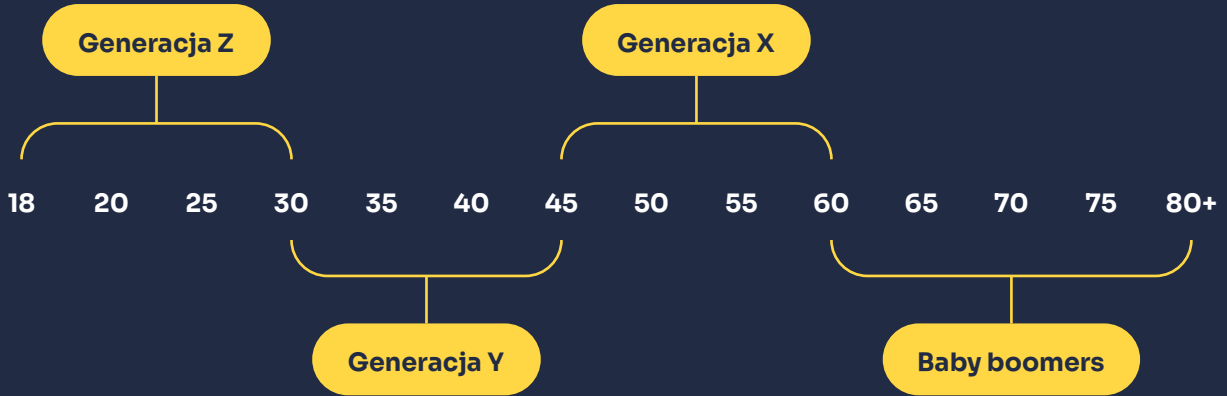 Generacja Z
Generacja X
18 20 25 30 35 40 45 50 55 60 65 70 75 80+
Generacja Y
Baby boomers